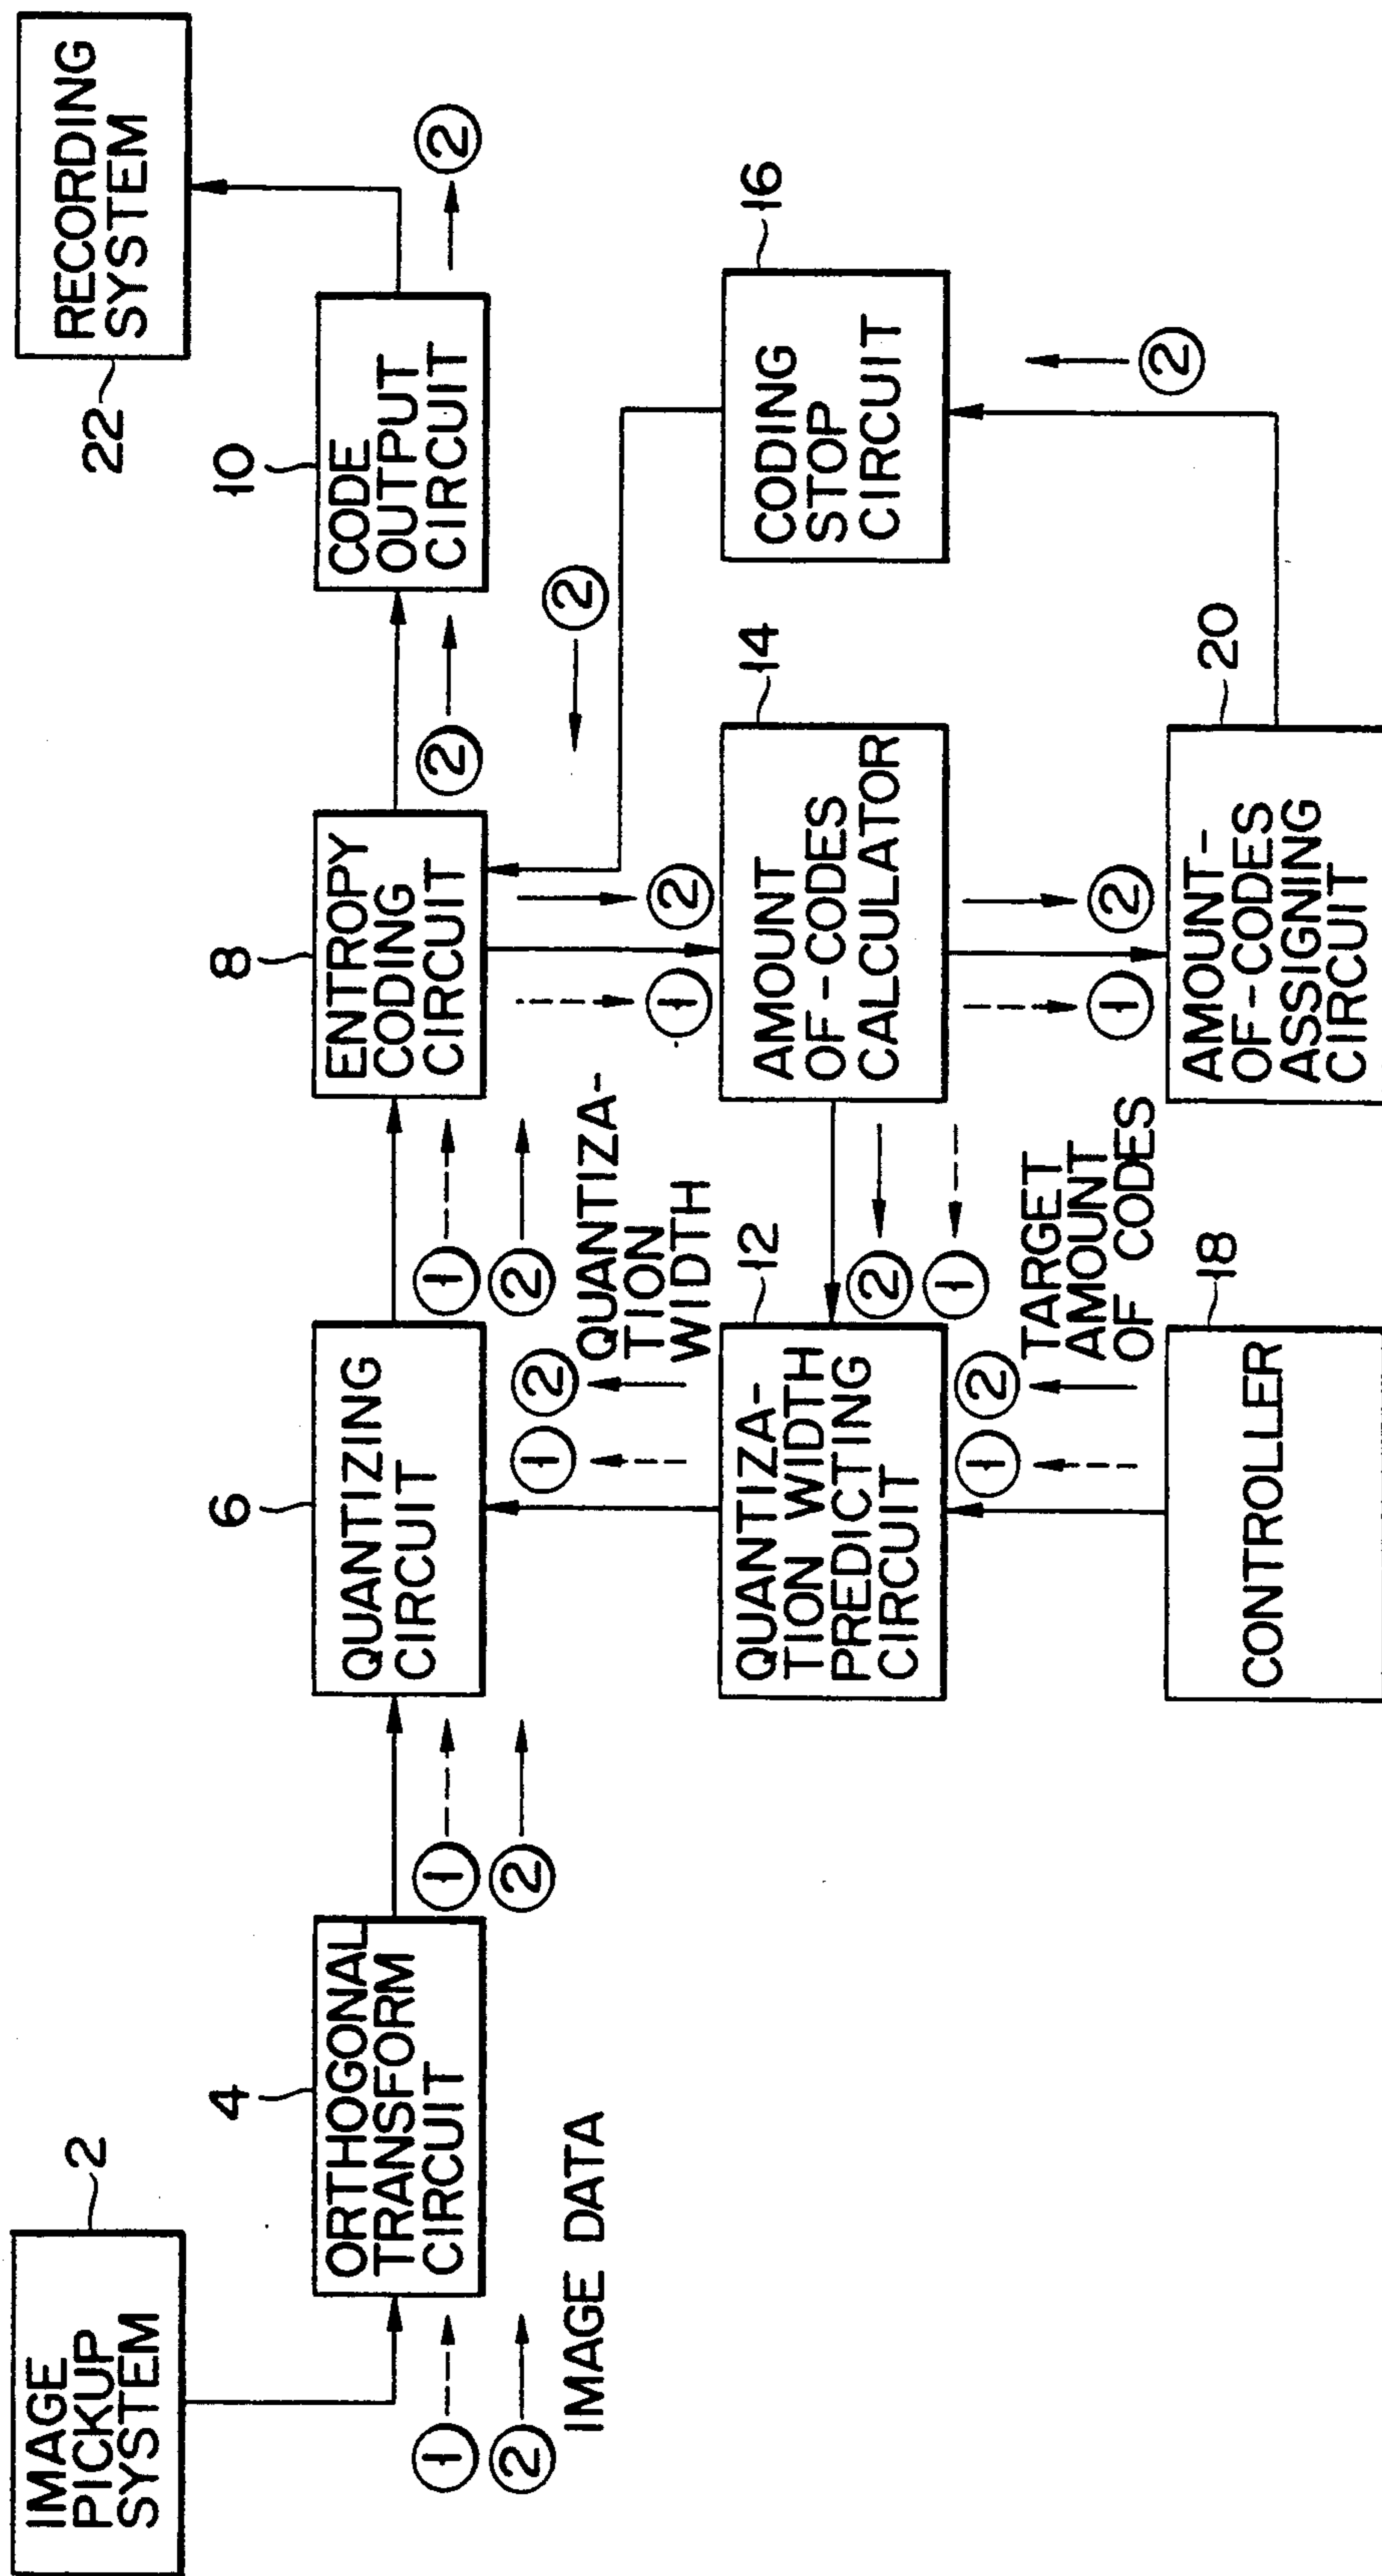 IMAGE
PICKUP
SYSTEM
2
RECORDING
SYSTEM
22
4
ORTHOGONAL
TRANSFORM
CIRCUIT
6
QUANTIZING
CIRCUIT
8
ENTROPY
CODING
CIRCUIT
10
CODE
OUTPUT
CIRCUIT
①
①
①
②
②
②
②
②
IMAGE DATA
①
②
QUANTIZA-
TION
WIDTH
①
②
②
12
QUANTIZA-
TION WIDTH
PREDICTING
CIRCUIT
14
AMOUNT
OF-CODES
CALCULATOR
16
CODING
STOP
CIRCUIT
②
①
①
②
TARGET
AMOUNT
OF CODES
①
②
②
18
CONTROLLER
20
AMOUNT-
OF-CODES
ASSIGNING
CIRCUIT